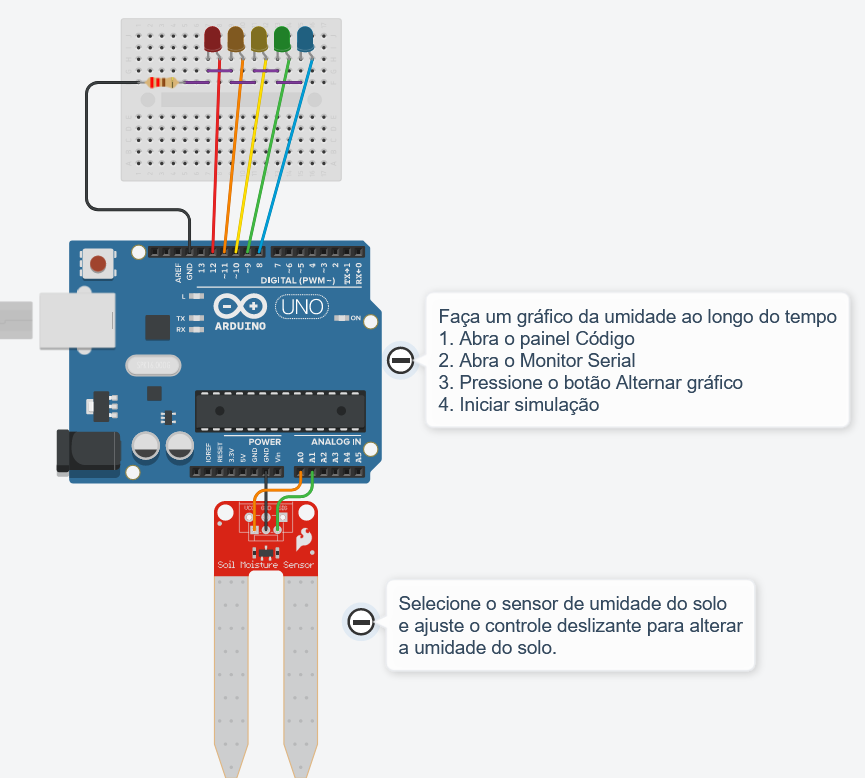 AREF
GND
13
12
~11
~10
~9
8
7
~6
~5
4
~3
2
TX→1
RX←0
DIGITAL (PWM~)
L
TX
RX
ARDUINO
UNO
ON
Faça um gráfico da umidade ao longo do tempo
1. Abra o painel Código
2. Abra o Monitor Serial
3. Pressione o botão Alternar gráfico
4. Iniciar simulação
POWER
ANALOG IN
IOREF
RESET
3.3V
5V
GND
GND
Vin
A0
A1
A2
A3
A4
A5
Soil Moisture Sensor
Selecione o sensor de umidade do solo
e ajuste o controle deslizante para alterar
a umidade do solo.